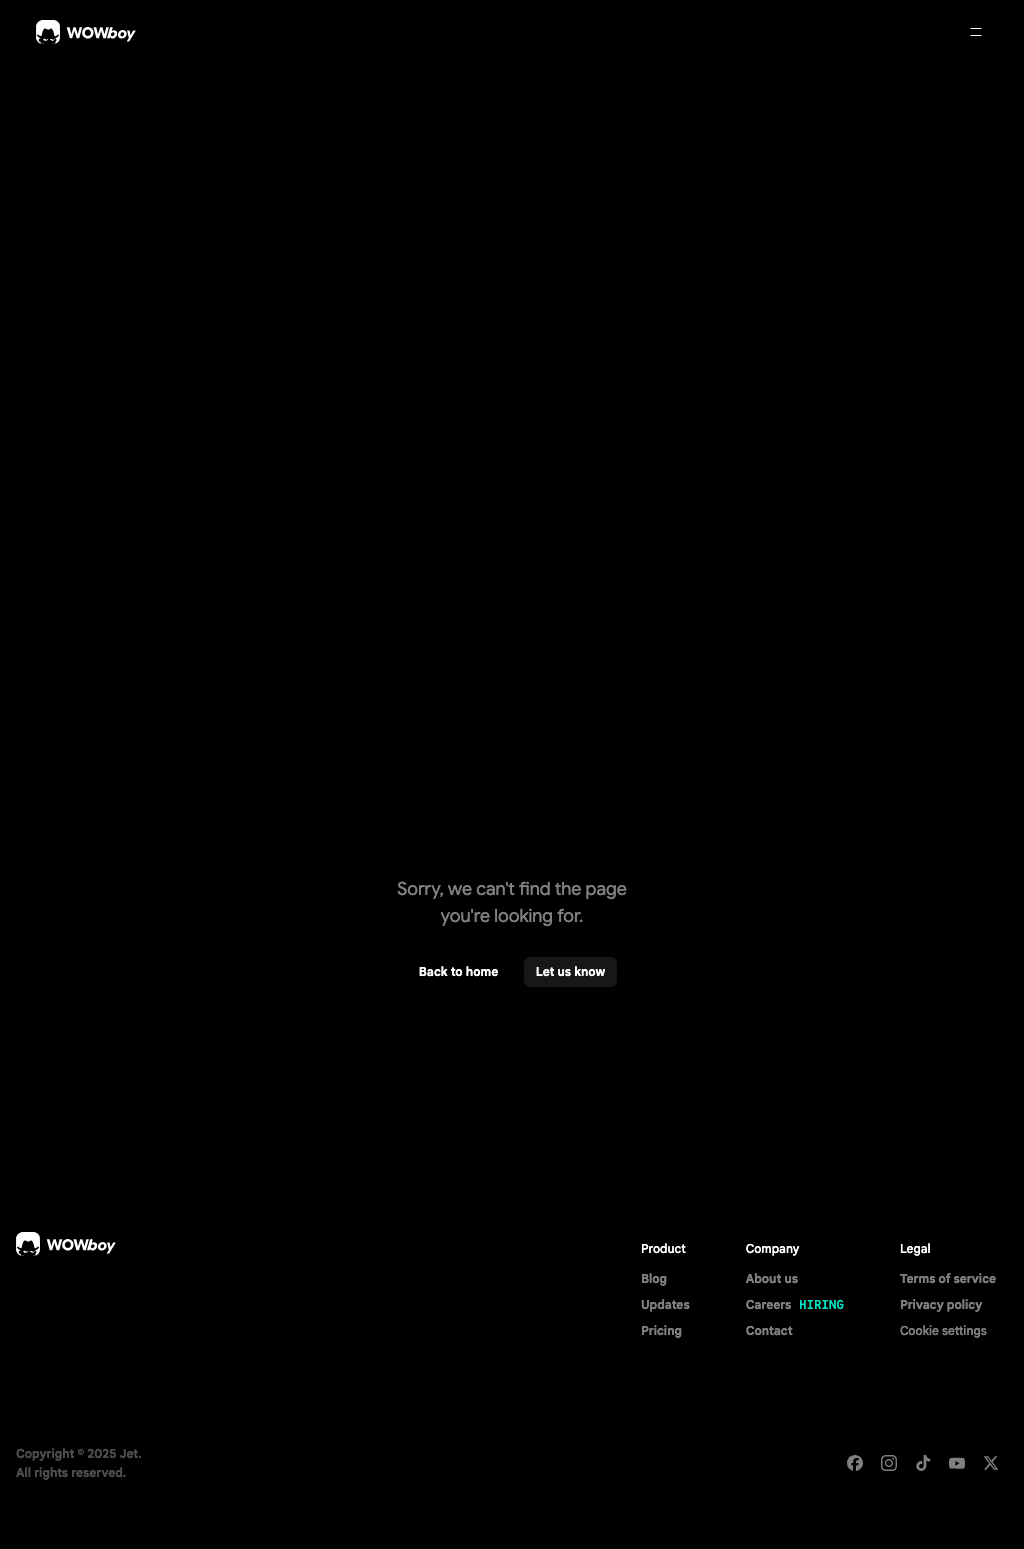 WOWboy
Sorry, we can't find the page
you're looking for.
Back to home
Let us know
WOWboy
Product
Blog
Updates
Pricing
Company
About us
Careers HIRING
Contact
Legal
Terms of service
Privacy policy
Cookie settings
Copyright © 2025 Jet.
All rights reserved.